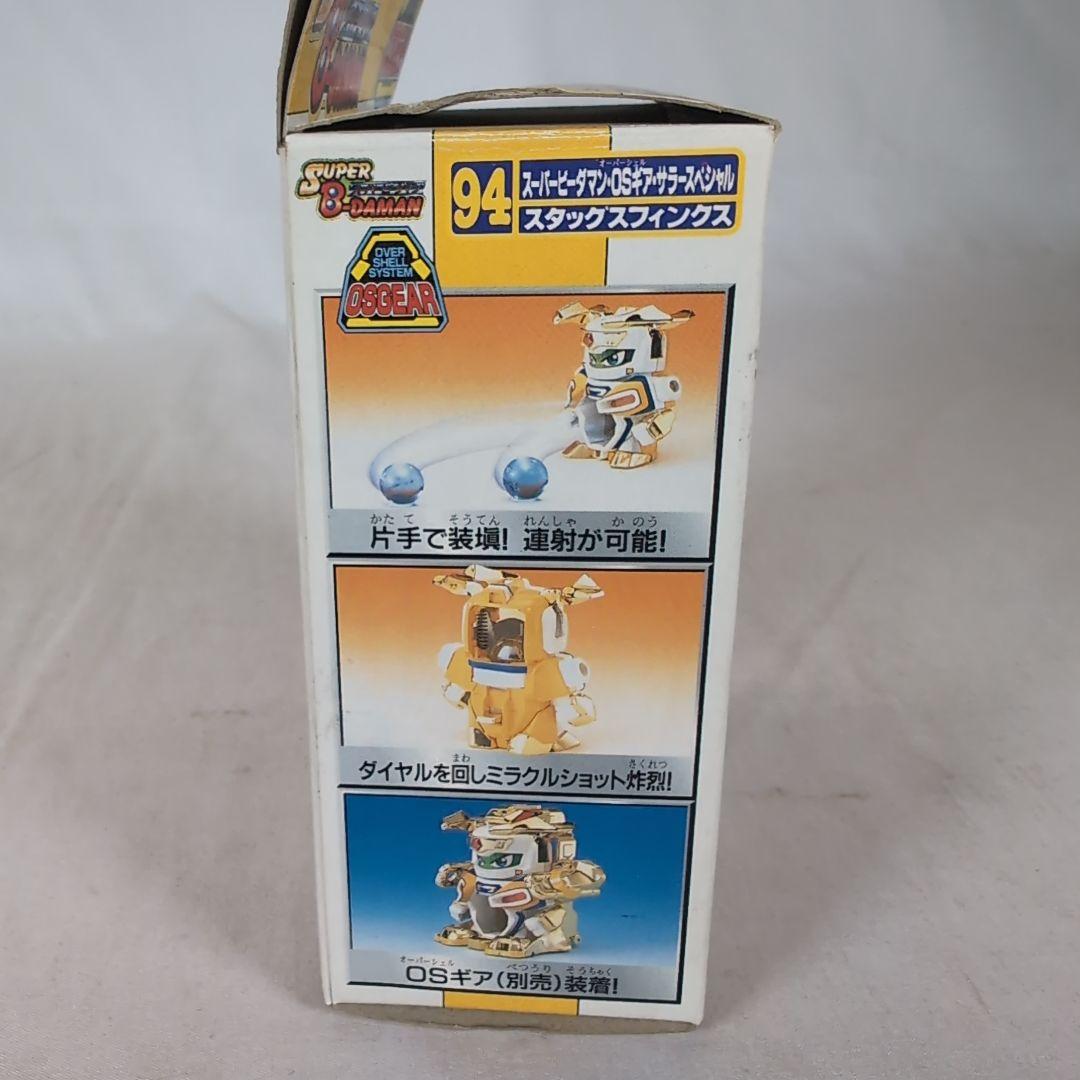 SUPER
B-DAMAN
OVER
SHELL
SYSTEM
OSGEAR
94
オーバーシェル
スーパービーダマン・OSギア・サラースペシャル
スタッグスフィンクス
かたて そうてん れんしゃ かのう
片手で装塡! 連射が可能!
まわ さくれつ
ダイヤルを回しミラクルショット炸烈!
オーバーシェル べつうり そうちゃく
OSギア(別売)装着!